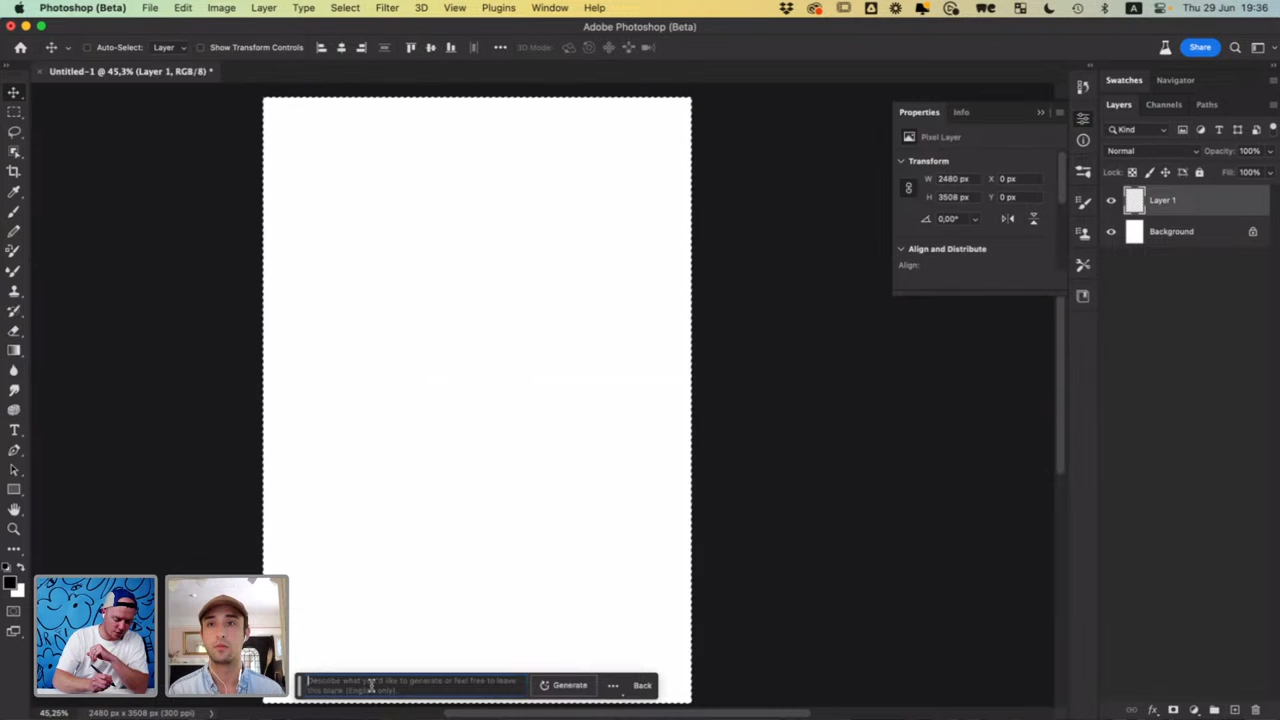 Photoshop (Beta) File Edit Image Layer Type Select Filter 3D View Plugins Window Help A Thu 29 Jun 19:36
Adobe Photoshop (Beta)
Auto-Select: Layer Show Transform Controls 3D Mode: Share
Untitled-1 @ 45,3% (Layer 1, RGB/8) *
Swatches Navigator
Layers Channels Paths
Properties Info
Kind
Pixel Layer
Normal Opacity: 100%
Transform
Lock: Fill: 100%
W 2480 px X 0 px
H 3508 px Y 0 px
Layer 1
0,00°
Background
Align and Distribute
Align:
Describe what you'd like to generate or feel free to leave
this blank (English only).
Generate Back
45,25% 2480 px x 3508 px (300 ppi)